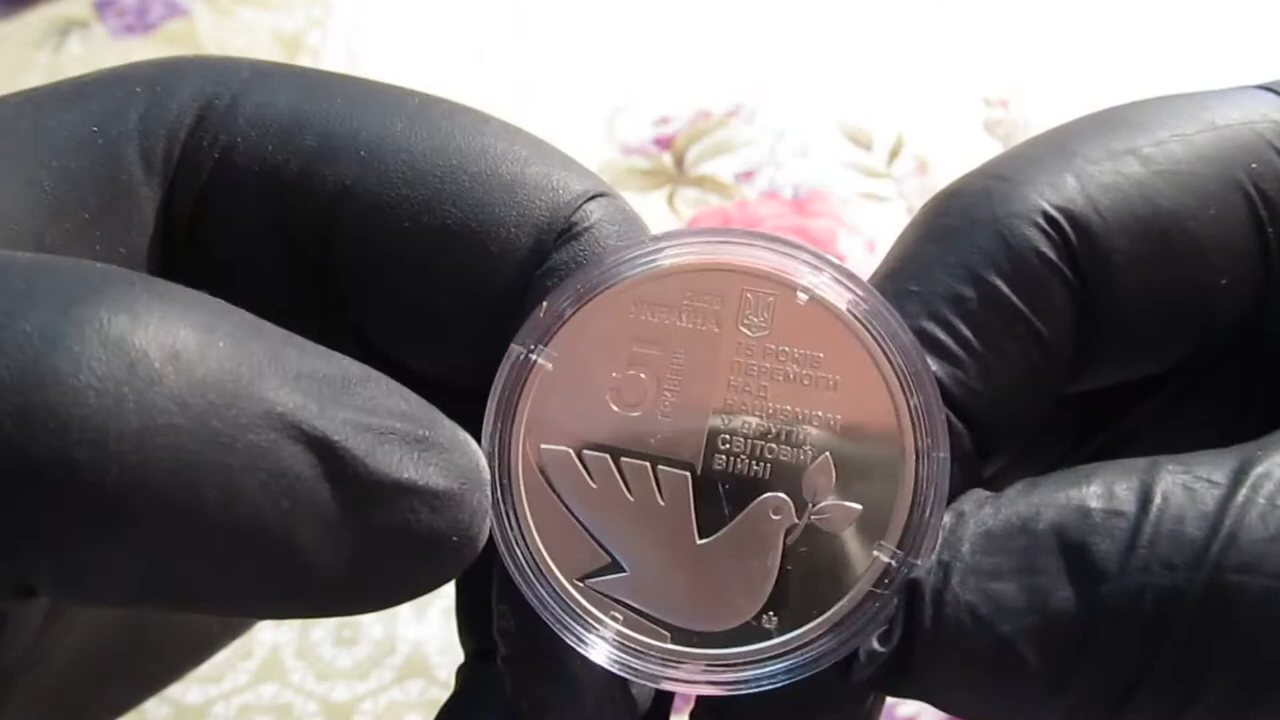 2020
УКРАЇНА
5
ГРИВЕНЬ
75 РОКІВ
ПЕРЕМОГИ
НАД
НАЦИЗМОМ
У ДРУГІЙ
СВІТОВІЙ
ВІЙНІ